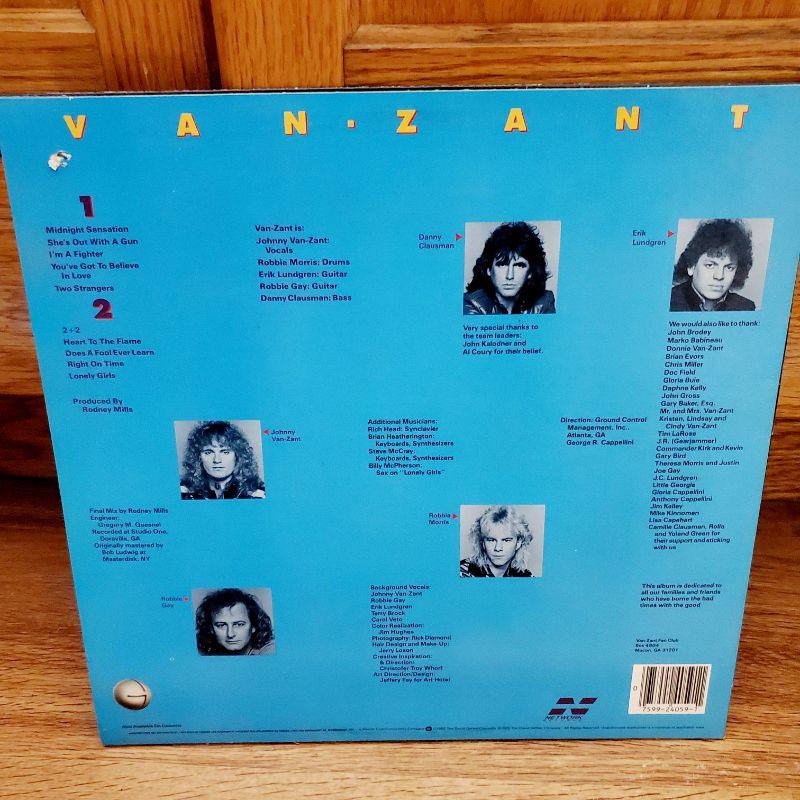 VAN·ZANT
1
Midnight Sensation
She's Out With A Gun
I'm A Fighter
You've Got To Believe
In Love
Two Strangers
2
2+2
Heart To The Flame
Does A Fool Ever Learn
Right On Time
Lonely Girls
Produced By
Rodney Mills
Van-Zant is:
Johnny Van-Zant:
Vocals
Robbie Morris: Drums
Erik Lundgren: Guitar
Robbie Gay: Guitar
Danny Clausman: Bass
Danny
Clausman
Very special thanks to
the team leaders:
John Kalodner and
Al Coury for their belief.
Erik
Lundgren
We would also like to thank:
John Brodey
Marko Babineau
Donnie Van-Zant
Brian Evors
Chris Miller
Doc Field
Gloria Buie
Daphne Kelly
John Gross
Gary Baker, Esq.
Mr. and Mrs. Van-Zant
Kristen, Lindsay and
Cindy Van-Zant
Tim LaRose
J.R. (Gearjammer)
Commander Kirk and Kevin
Gary Bird
Theresa Morris and Justin
Joe Gay
J.C. Lundgren
Little Georgie
Gloria Cappellini
Anthony Cappellini
Jim Kelley
Mike Kinnomen
Lisa Capehart
Camille Clausman, Rolla
and Yoland Green for
their support and sticking
with us
Johnny
Van-Zant
Additional Musicians:
Rich Head: Synclavier
Brian Heatherington:
Keyboards, Synthesizers
Steve McCray:
Keyboards, Synthesizers
Billy McPherson:
Sax on "Lonely Girls"
Direction: Ground Control
Management, Inc.,
Atlanta, GA
George R. Cappellini
Final Mix by Rodney Mills
Engineer:
Gregory M. Quesnel
Recorded at Studio One,
Doraville, GA
Originally mastered by
Bob Ludwig at
Masterdisk, NY
Robbie
Morris
Robbie
Gay
Background Vocals:
Johnny Van-Zant
Robbie Gay
Erik Lundgren
Terry Brock
Carol Veto
Color Realization:
Jim Hughes
Photography: Rick Diamond
Hair Design and Make-Up:
Jerry Loson
Creative Inspiration
& Direction:
Christofer Troy Whorf
Art Direction/Design:
Jeffery Fey for Art Hotel
This album is dedicated to
all our families and friends
who have borne the bad
times with the good
Van-Zant Fan Club
Box 4804
Macon, GA 31207
NETWORK
0 7599-24059-1
Also Available On Cassette